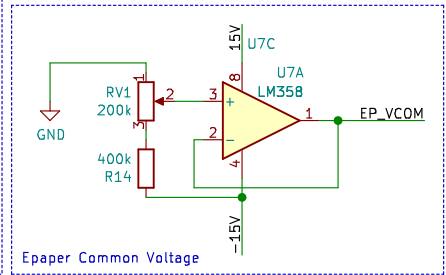 15V
U7C
8
U7A
LM358
1
RV1
200k
2
3
3
+
2
-
1
EP_VCOM
GND
4
400k
R14
-15V
Epaper Common Voltage